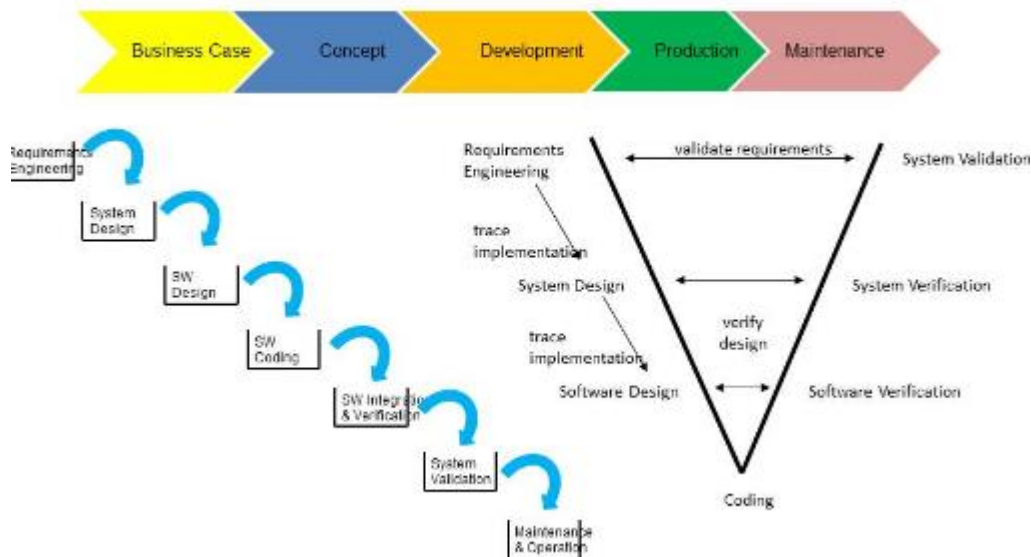 Business Case
Concept
Development
Production
Maintenance
Requirements
Engineering
System
Design
SW
Design
SW
Coding
SW Integratio
& Verification
System
Validation
Maintenance
& Operation
Requirements
Engineering
validate requirements
System Validation
trace
implementation
System Design
System Verification
verify
design
trace
implementation
Software Design
Software Verification
Coding